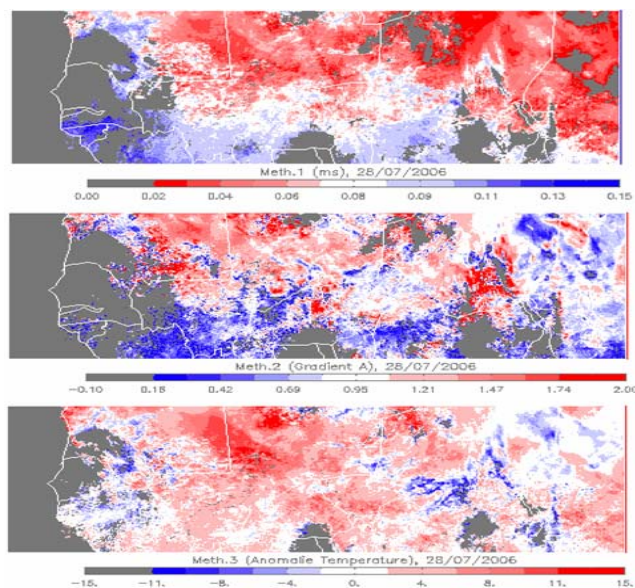 Meth.1 (ms), 28/07/2006
0.00 0.02 0.04 0.06 0.08 0.09 0.11 0.13 0.15
Meth.2 (Gradient A), 28/07/2006
-0.10 0.15 0.42 0.69 0.95 1.21 1.47 1.74 2.00
Meth.3 (Anomalie Temperature), 28/07/2006
-15. -11. -8. -4. 0. 4. 8. 11. 15.